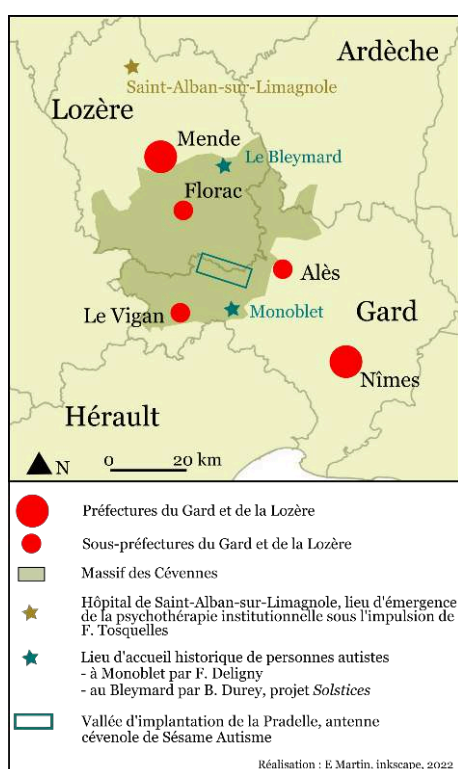 Ardèche
Saint-Alban-sur-Limagnole
Lozère
Mende
Le Bleymard
Florac
Alès
Le Vigan
Monoblet
Gard
Nîmes
Hérault
N
0 20 km
Préfectures du Gard et de la Lozère
Sous-préfectures du Gard et de la Lozère
Massif des Cévennes
Hôpital de Saint-Alban-sur-Limagnole, lieu d'émergence
de la psychothérapie institutionnelle sous l'impulsion de
F. Tosquelles
Lieu d'accueil historique de personnes autistes
- à Monoblet par F. Deligny
- au Bleymard par B. Durey, projet Solstices
Vallée d'implantation de la Pradelle, antenne
cévenole de Sésame Autisme
Réalisation : E Martin, inkscape, 2022